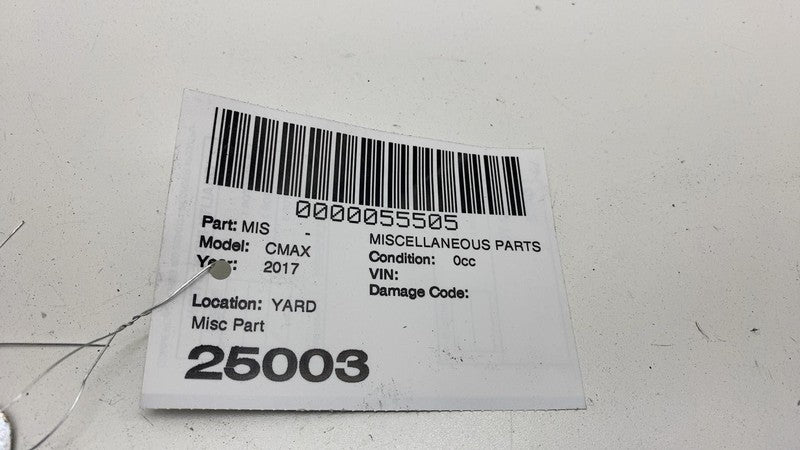 0000055505
Part: MIS -
MISCELLANEOUS PARTS
Model: CMAX
Condition: 0cc
Year: 2017
VIN:
Damage Code:
Location: YARD
Misc Part
25003